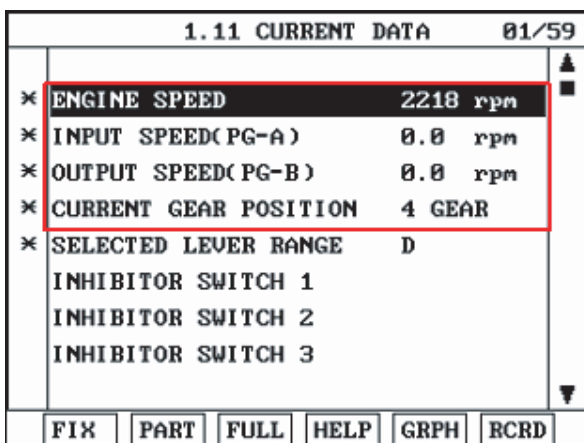 1.11 CURRENT DATA 01/59
* ENGINE SPEED 2218 rpm
* INPUT SPEED(PG-A) 0.0 rpm
* OUTPUT SPEED(PG-B) 0.0 rpm
* CURRENT GEAR POSITION 4 GEAR
* SELECTED LEVER RANGE D
INHIBITOR SWITCH 1
INHIBITOR SWITCH 2
INHIBITOR SWITCH 3
FIX PART FULL HELP GRPH RCRD